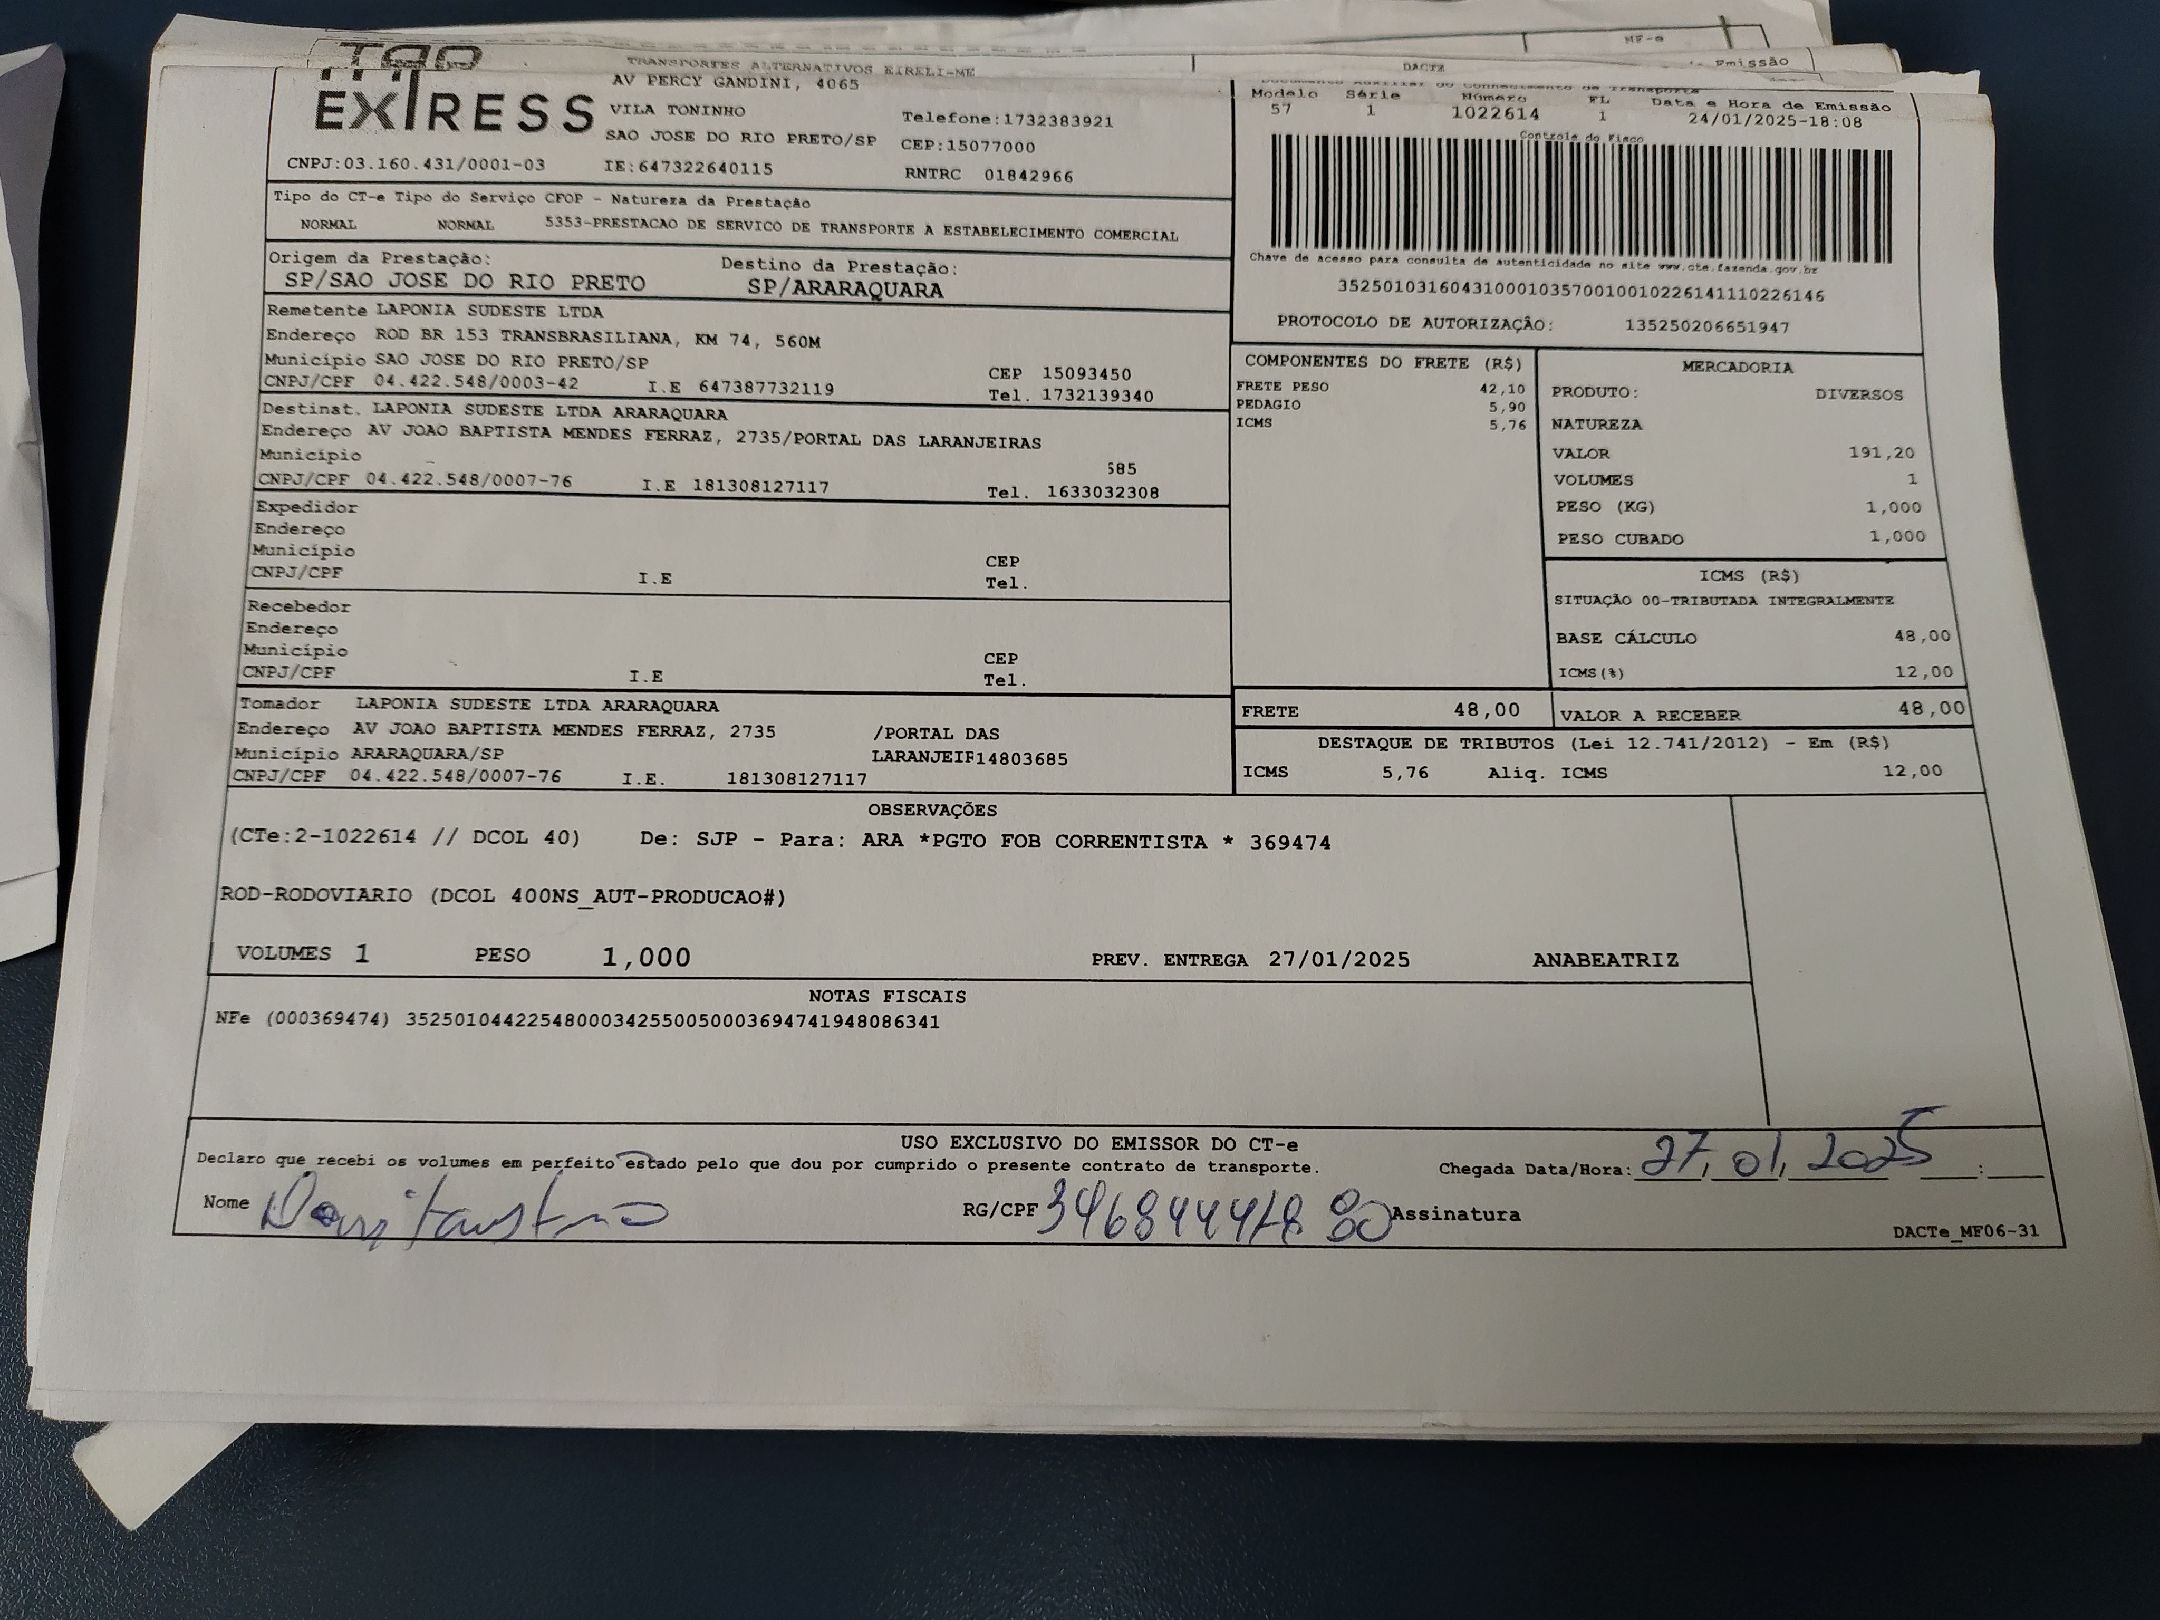 MF-e
Emissão
TRANSPORTES ALTERNATIVOS EIRELI-ME
DACTE
EXTRESS
AV PERCY GANDINI, 4065
VILA TONINHO Telefone:1732383921
SAO JOSE DO RIO PRETO/SP CEP:15077000
CNPJ:03.160.431/0001-03 IE:647322640115 RNTRC 01842966
Modelo Série Número FL Data e Hora de Emissão
57 1 1022614 1 24/01/2025-18:08
Controle do Fisco
Chave de acesso para consulta de autenticidade no site www.cte.fazenda.gov.br
35250103160431000103570010010226141110226146
PROTOCOLO DE AUTORIZAÇÃO: 135250206651947
Tipo do CT-e Tipo do Serviço CFOP - Natureza da Prestação
NORMAL NORMAL 5353-PRESTACAO DE SERVICO DE TRANSPORTE A ESTABELECIMENTO COMERCIAL
Origem da Prestação: Destino da Prestação:
SP/SAO JOSE DO RIO PRETO SP/ARARAQUARA
Remetente LAPONIA SUDESTE LTDA
Endereço ROD BR 153 TRANSBRASILIANA, KM 74, 560M
Município SAO JOSE DO RIO PRETO/SP CEP 15093450
CNPJ/CPF 04.422.548/0003-42 I.E 647387732119 Tel. 1732139340
Destinat. LAPONIA SUDESTE LTDA ARARAQUARA
Endereço AV JOAO BAPTISTA MENDES FERRAZ, 2735/PORTAL DAS LARANJEIRAS
Município 585
CNPJ/CPF 04.422.548/0007-76 I.E 181308127117 Tel. 1633032308
Expedidor
Endereço
Município CEP
CNPJ/CPF I.E Tel.
Recebedor
Endereço
Município CEP
CNPJ/CPF I.E Tel.
Tomador LAPONIA SUDESTE LTDA ARARAQUARA
Endereço AV JOAO BAPTISTA MENDES FERRAZ, 2735 /PORTAL DAS
Município ARARAQUARA/SP LARANJEIF14803685
CNPJ/CPF 04.422.548/0007-76 I.E. 181308127117
COMPONENTES DO FRETE (R$)
FRETE PESO 42,10
PEDAGIO 5,90
ICMS 5,76
MERCADORIA
PRODUTO: DIVERSOS
NATUREZA
VALOR 191,20
VOLUMES 1
PESO (KG) 1,000
PESO CUBADO 1,000
ICMS (R$)
SITUAÇÃO 00-TRIBUTADA INTEGRALMENTE
BASE CÁLCULO 48,00
ICMS(%) 12,00
FRETE 48,00 VALOR A RECEBER 48,00
DESTAQUE DE TRIBUTOS (Lei 12.741/2012) - Em (R$)
ICMS 5,76 Aliq. ICMS 12,00
OBSERVAÇÕES
(CTe:2-1022614 // DCOL 40) De: SJP - Para: ARA *PGTO FOB CORRENTISTA * 369474
ROD-RODOVIARIO (DCOL 400NS_AUT-PRODUCAO#)
VOLUMES 1 PESO 1,000 PREV. ENTREGA 27/01/2025 ANABEATRIZ
NOTAS FISCAIS
NFe (000369474) 35250104422548000342550050003694741948086341
USO EXCLUSIVO DO EMISSOR DO CT-e
Declaro que recebi os volumes em perfeito estado pelo que dou por cumprido o presente contrato de transporte. Chegada Data/Hora: 27, 01, 2025 :
Nome RG/CPF Assinatura
DACTe_MF06-31